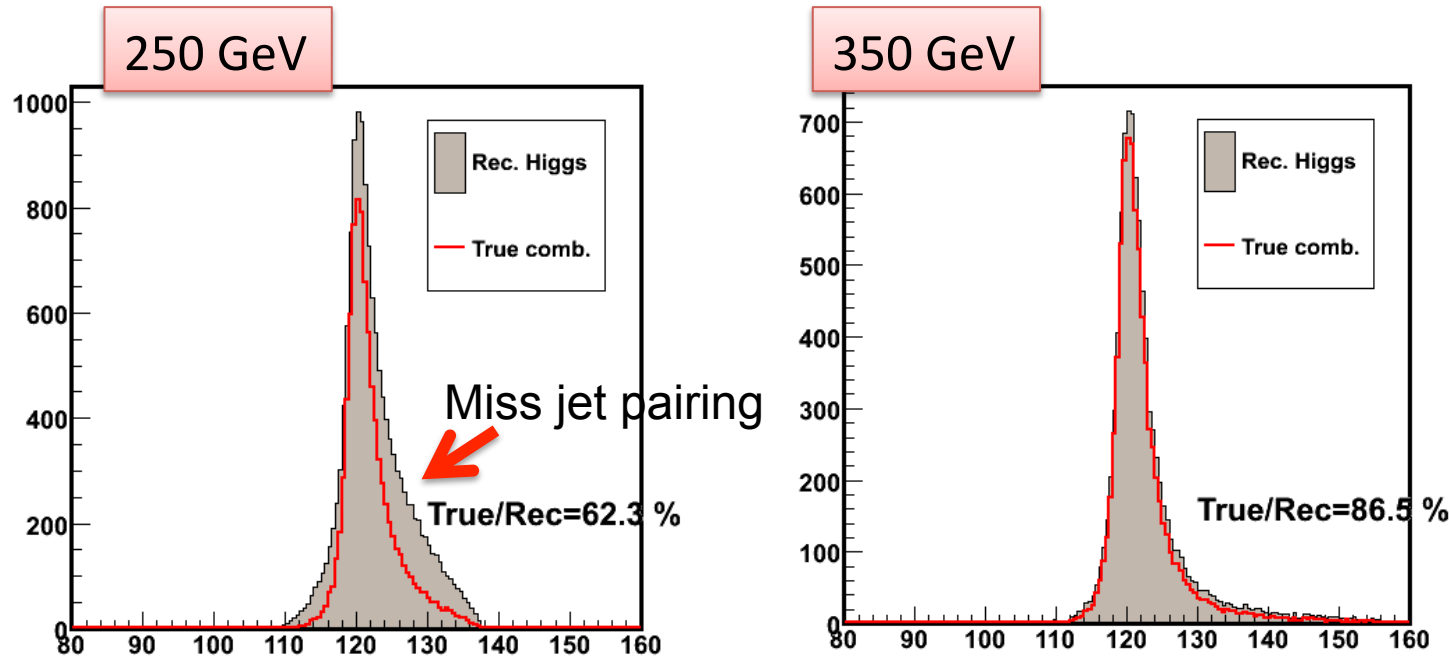 250 GeV
1000
800
600
400
200
0
80 90 100 110 120 130 140 150 160
Rec. Higgs
True comb.
Miss jet pairing
True/Rec=62.3 %
350 GeV
700
600
500
400
300
200
100
0
80 90 100 110 120 130 140 150 160
Rec. Higgs
True comb.
True/Rec=86.5 %